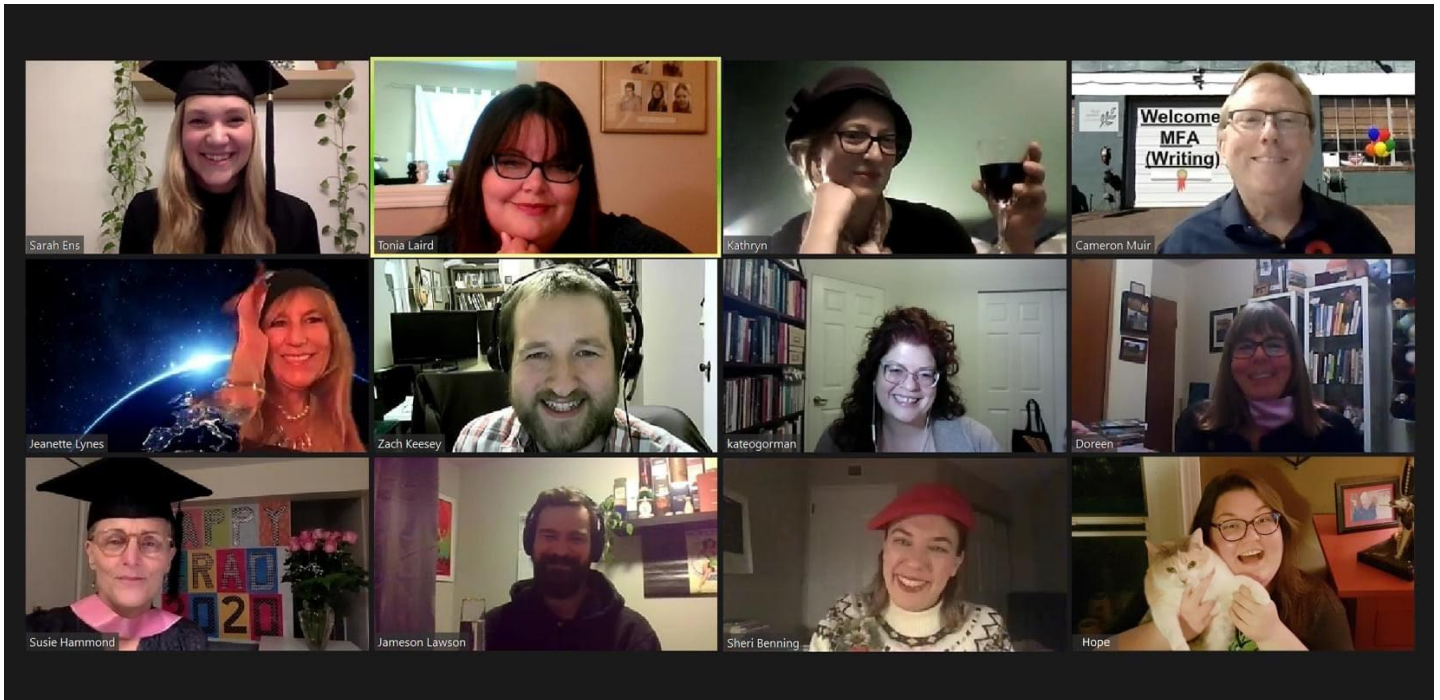 Sarah Ens
Tonia Laird
Kathryn
Welcome
MFA
(Writing)
Cameron Muir
Jeanette Lynes
Zach Keesey
kateogorman
Doreen
APPY
RAD
2020
Susie Hammond
Jameson Lawson
Sheri Benning
Hope